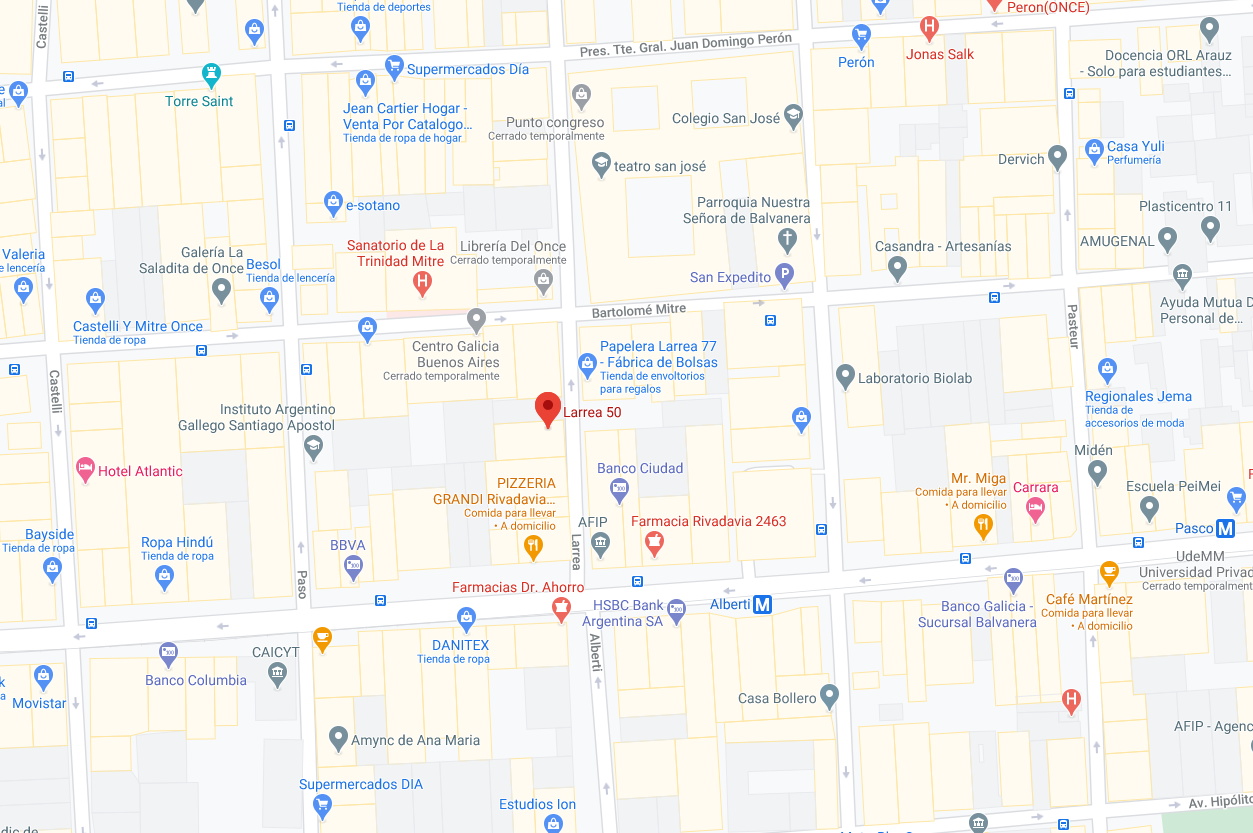 Castelli
Tienda de deportes
Peron(ONCE)
Pres. Tte. Gral. Juan Domingo Perón
Jonas Salk
Perón
Docencia ORL Arauz
- Solo para estudiantes...
Supermercados Día
Torre Saint
Jean Cartier Hogar -
Venta Por Catalogo...
Tienda de ropa de hogar
Punto congreso
Cerrado temporalmente
Colegio San José
teatro san josé
Dervich
Casa Yuli
Perfumería
e-sotano
Parroquia Nuestra
Señora de Balvanera
Plasticentro 11
AMUGENAL
Casandra - Artesanías
Sanatorio de La
Trinidad Mitre
Librería Del Once
Cerrado temporalmente
Galería La
Saladita de Once
Besol
Tienda de lencería
Valeria
e lencería
San Expedito
P
Ayuda Mutua D
Personal de...
Bartolomé Mitre
Pasteur
Castelli Y Mitre Once
Tienda de ropa
Centro Galicia
Buenos Aires
Cerrado temporalmente
Papelera Larrea 77
- Fábrica de Bolsas
Tienda de envoltorios
para regalos
Laboratorio Biolab
Castelli
Regionales Jema
Tienda de
accesorios de moda
Instituto Argentino
Gallego Santiago Apostol
Larrea 50
Midén
Hotel Atlantic
Banco Ciudad
PIZZERIA
GRANDI Rivadavia...
Comida para llevar
• A domicilio
Mr. Miga
Comida para llevar
• A domicilio
Carrara
Escuela PeiMei
AFIP
Farmacia Rivadavia 2463
Pasco
M
Bayside
Tienda de ropa
Ropa Hindú
Tienda de ropa
BBVA
Larrea
Paso
UdeMM
Universidad Privad
Cerrado temporalment
Farmacias Dr. Ahorro
HSBC Bank
Argentina SA
Alberti
M
Banco Galicia -
Sucursal Balvanera
Café Martínez
Comida para llevar
• A domicilio
DANITEX
Tienda de ropa
Alberti
CAICYT
Banco Columbia
Movistar
Casa Bollero
Amync de Ana Maria
AFIP - Agenc
Supermercados DIA
Estudios Ion
Av. Hipólito